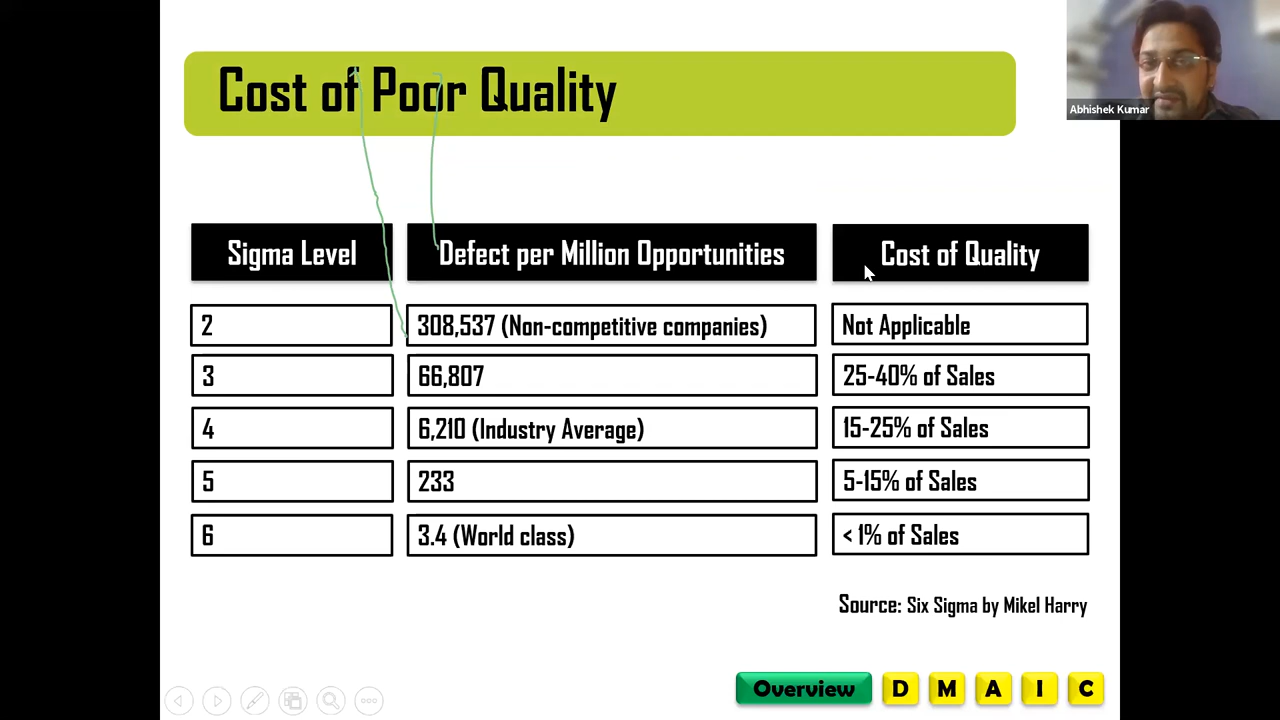 Cost of Poor Quality
Abhishek Kumar
Sigma Level Defect per Million Opportunities Cost of Quality
2 308,537 (Non-competitive companies) Not Applicable
3 66,807 25-40% of Sales
4 6,210 (Industry Average) 15-25% of Sales
5 233 5-15% of Sales
6 3.4 (World class) < 1% of Sales
Source: Six Sigma by Mikel Harry
Overview D M A I C